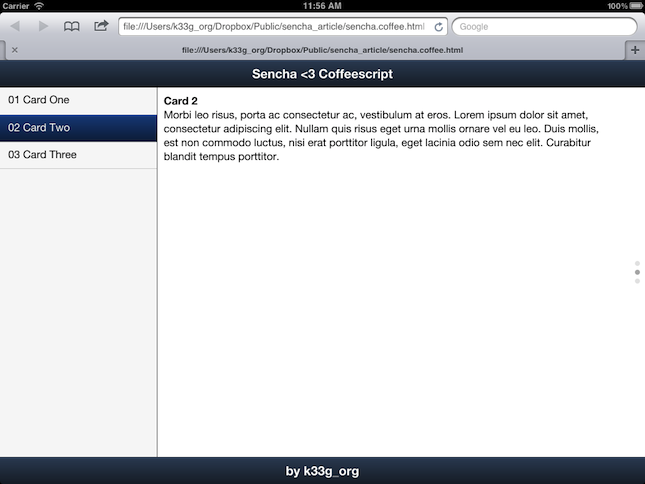 Carrier 11:56 AM 100%
file:///Users/k33g_org/Dropbox/Public/sencha_article/sencha.coffee.html Google
file:///Users/k33g_org/Dropbox/Public/sencha_article/sencha.coffee.html
Sencha <3 Coffeescript
01 Card One
02 Card Two
03 Card Three
Card 2
Morbi leo risus, porta ac consectetur ac, vestibulum at eros. Lorem ipsum dolor sit amet,
consectetur adipiscing elit. Nullam quis risus eget urna mollis ornare vel eu leo. Duis mollis,
est non commodo luctus, nisi erat porttitor ligula, eget lacinia odio sem nec elit. Curabitur
blandit tempus porttitor.
by k33g_org